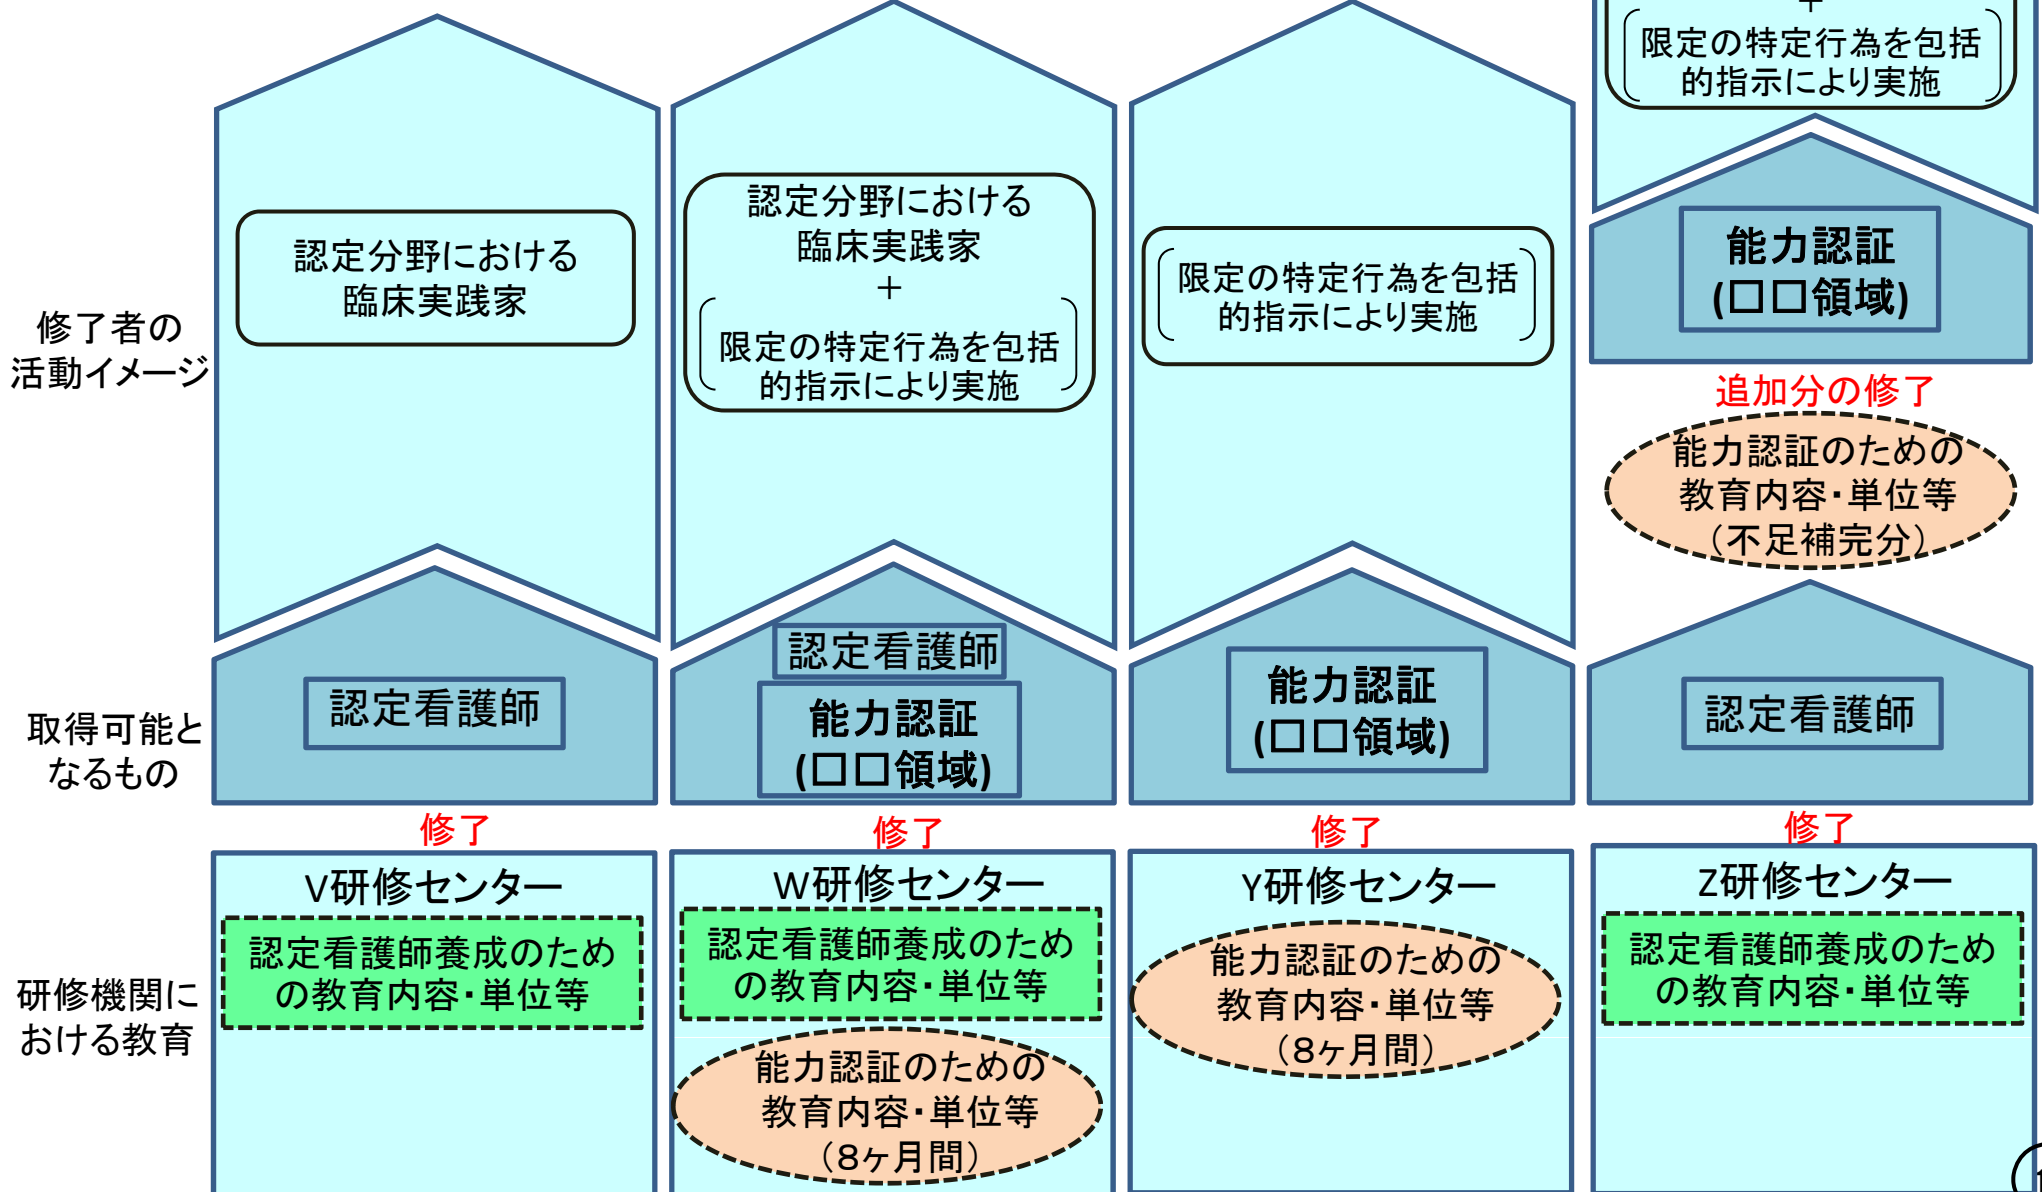 修了者の
活動イメージ
認定分野における
臨床実践家
認定分野における
臨床実践家
+
限定の特定行為を包括
的指示により実施
限定の特定行為を包括
的指示により実施
+
限定の特定行為を包括
的指示により実施
能力認証
(□□領域)
追加分の修了
能力認証のための
教育内容・単位等
(不足補完分)
取得可能と
なるもの
認定看護師
認定看護師
能力認証
(□□領域)
能力認証
(□□領域)
認定看護師
修了
修了
修了
修了
研修機関に
おける教育
V研修センター
認定看護師養成のため
の教育内容・単位等
W研修センター
認定看護師養成のため
の教育内容・単位等
能力認証のための
教育内容・単位等
(8ヶ月間)
Y研修センター
能力認証のための
教育内容・単位等
(8ヶ月間)
Z研修センター
認定看護師養成のため
の教育内容・単位等